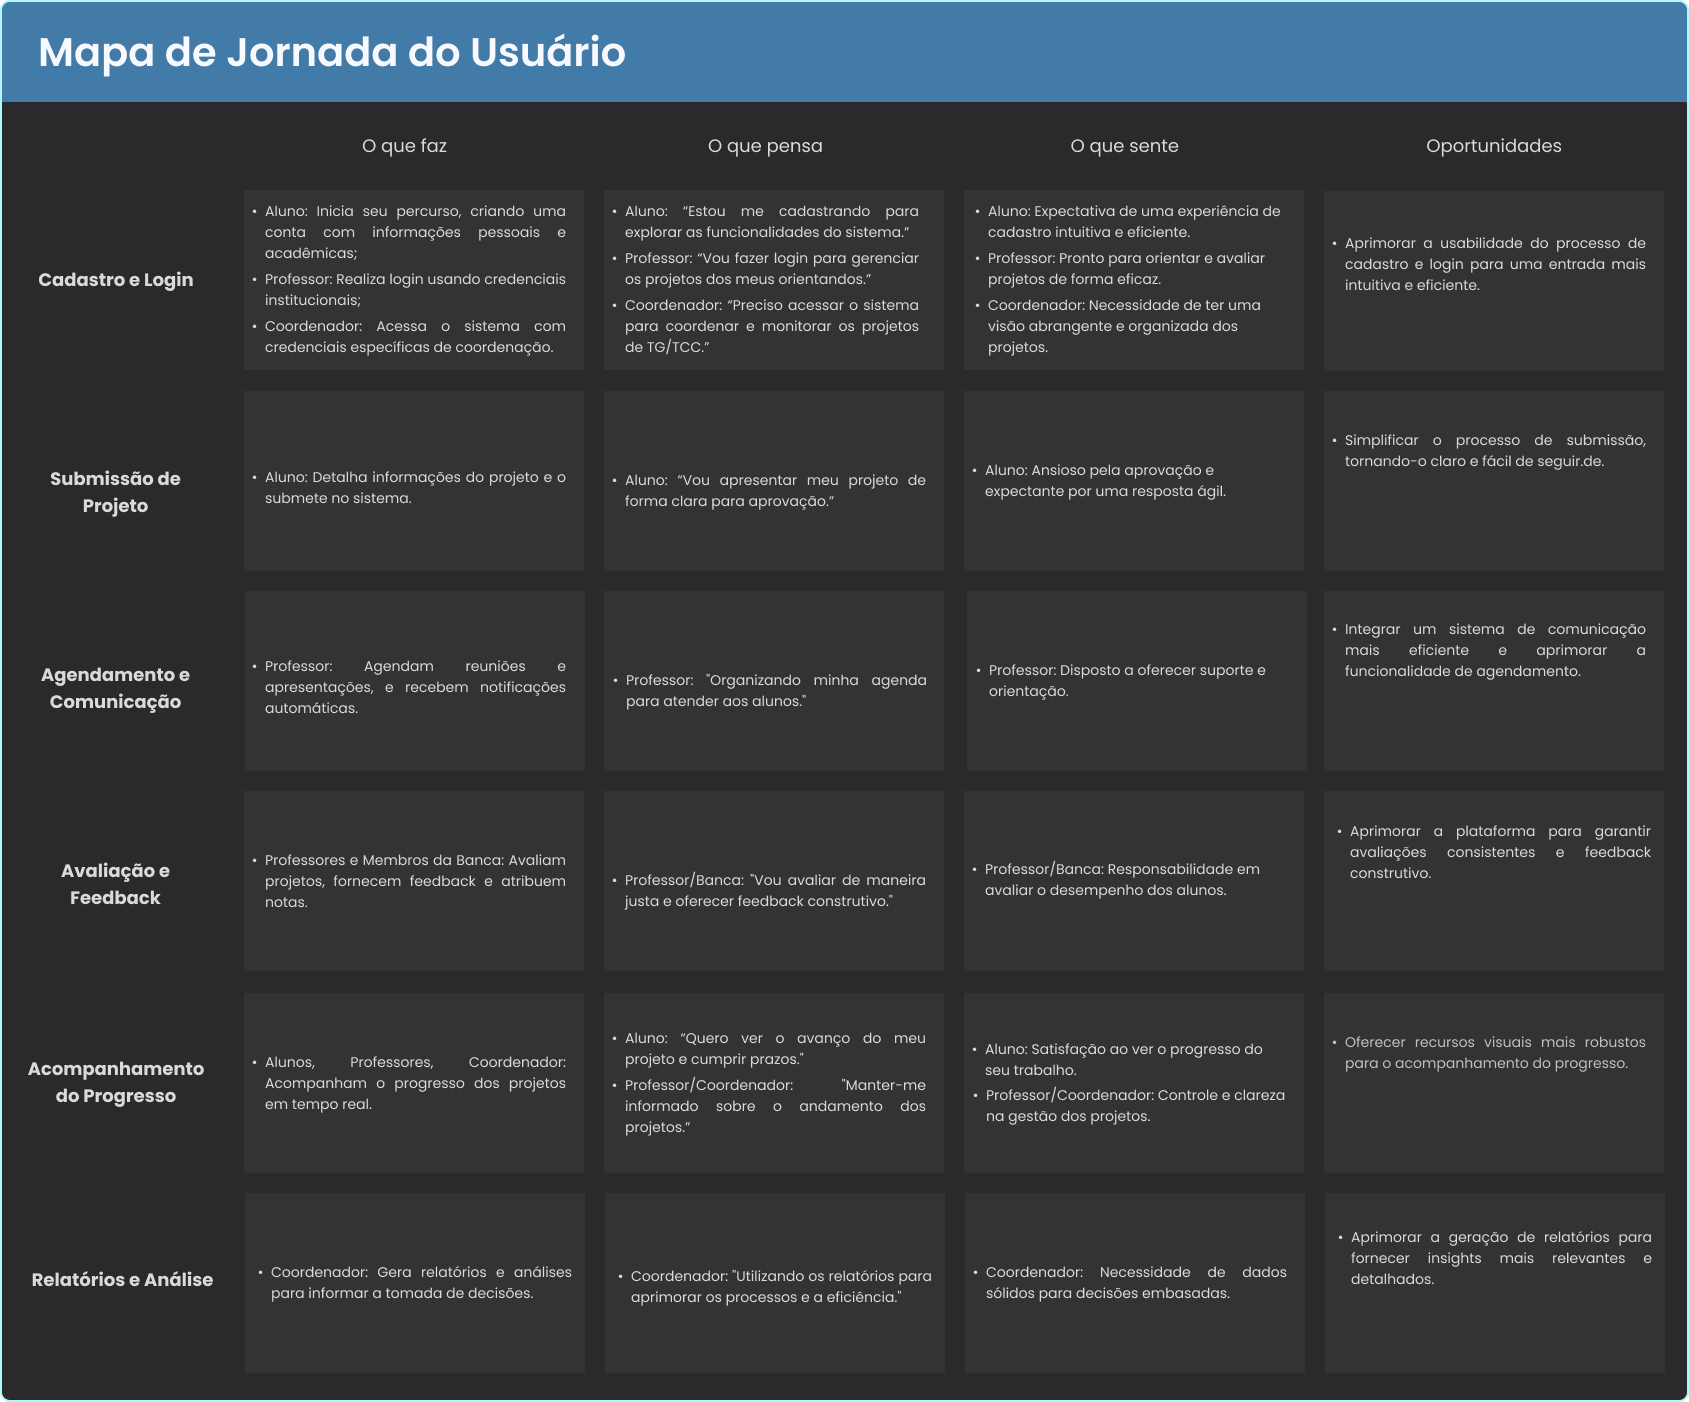 Mapa de Jornada do Usuário
O que faz
O que pensa
O que sente
Oportunidades
Cadastro e Login
• Aluno: Inicia seu percurso, criando uma
conta com informações pessoais e
acadêmicas;
• Professor: Realiza login usando credenciais
institucionais;
• Coordenador: Acessa o sistema com
credenciais específicas de coordenação.
• Aluno: “Estou me cadastrando para
explorar as funcionalidades do sistema.”
• Professor: “Vou fazer login para gerenciar
os projetos dos meus orientandos.”
• Coordenador: “Preciso acessar o sistema
para coordenar e monitorar os projetos
de TG/TCC.”
• Aluno: Expectativa de uma experiência de
cadastro intuitiva e eficiente.
• Professor: Pronto para orientar e avaliar
projetos de forma eficaz.
• Coordenador: Necessidade de ter uma
visão abrangente e organizada dos
projetos.
• Aprimorar a usabilidade do processo de
cadastro e login para uma entrada mais
intuitiva e eficiente.
Submissão de
Projeto
• Aluno: Detalha informações do projeto e o
submete no sistema.
• Aluno: “Vou apresentar meu projeto de
forma clara para aprovação.”
• Aluno: Ansioso pela aprovação e
expectante por uma resposta ágil.
• Simplificar o processo de submissão,
tornando-o claro e fácil de seguir.de.
Agendamento e
Comunicação
• Professor: Agendam reuniões e
apresentações, e recebem notificações
automáticas.
• Professor: "Organizando minha agenda
para atender aos alunos."
• Professor: Disposto a oferecer suporte e
orientação.
• Integrar um sistema de comunicação
mais eficiente e aprimorar a
funcionalidade de agendamento.
Avaliação e
Feedback
• Professores e Membros da Banca: Avaliam
projetos, fornecem feedback e atribuem
notas.
• Professor/Banca: "Vou avaliar de maneira
justa e oferecer feedback construtivo."
• Professor/Banca: Responsabilidade em
avaliar o desempenho dos alunos.
• Aprimorar a plataforma para garantir
avaliações consistentes e feedback
construtivo.
Acompanhamento
do Progresso
• Alunos, Professores, Coordenador:
Acompanham o progresso dos projetos
em tempo real.
• Aluno: “Quero ver o avanço do meu
projeto e cumprir prazos."
• Professor/Coordenador: "Manter-me
informado sobre o andamento dos
projetos.”
• Aluno: Satisfação ao ver o progresso do
seu trabalho.
• Professor/Coordenador: Controle e clareza
na gestão dos projetos.
• Oferecer recursos visuais mais robustos
para o acompanhamento do progresso.
Relatórios e Análise
• Coordenador: Gera relatórios e análises
para informar a tomada de decisões.
• Coordenador: "Utilizando os relatórios para
aprimorar os processos e a eficiência."
• Coordenador: Necessidade de dados
sólidos para decisões embasadas.
• Aprimorar a geração de relatórios para
fornecer insights mais relevantes e
detalhados.